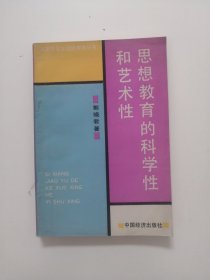 思想教育的科学性
和艺术性
著
SI XIANG
JIAO YU DE
KE XUE XING
HE
YI SHU XING
中国经济出版社